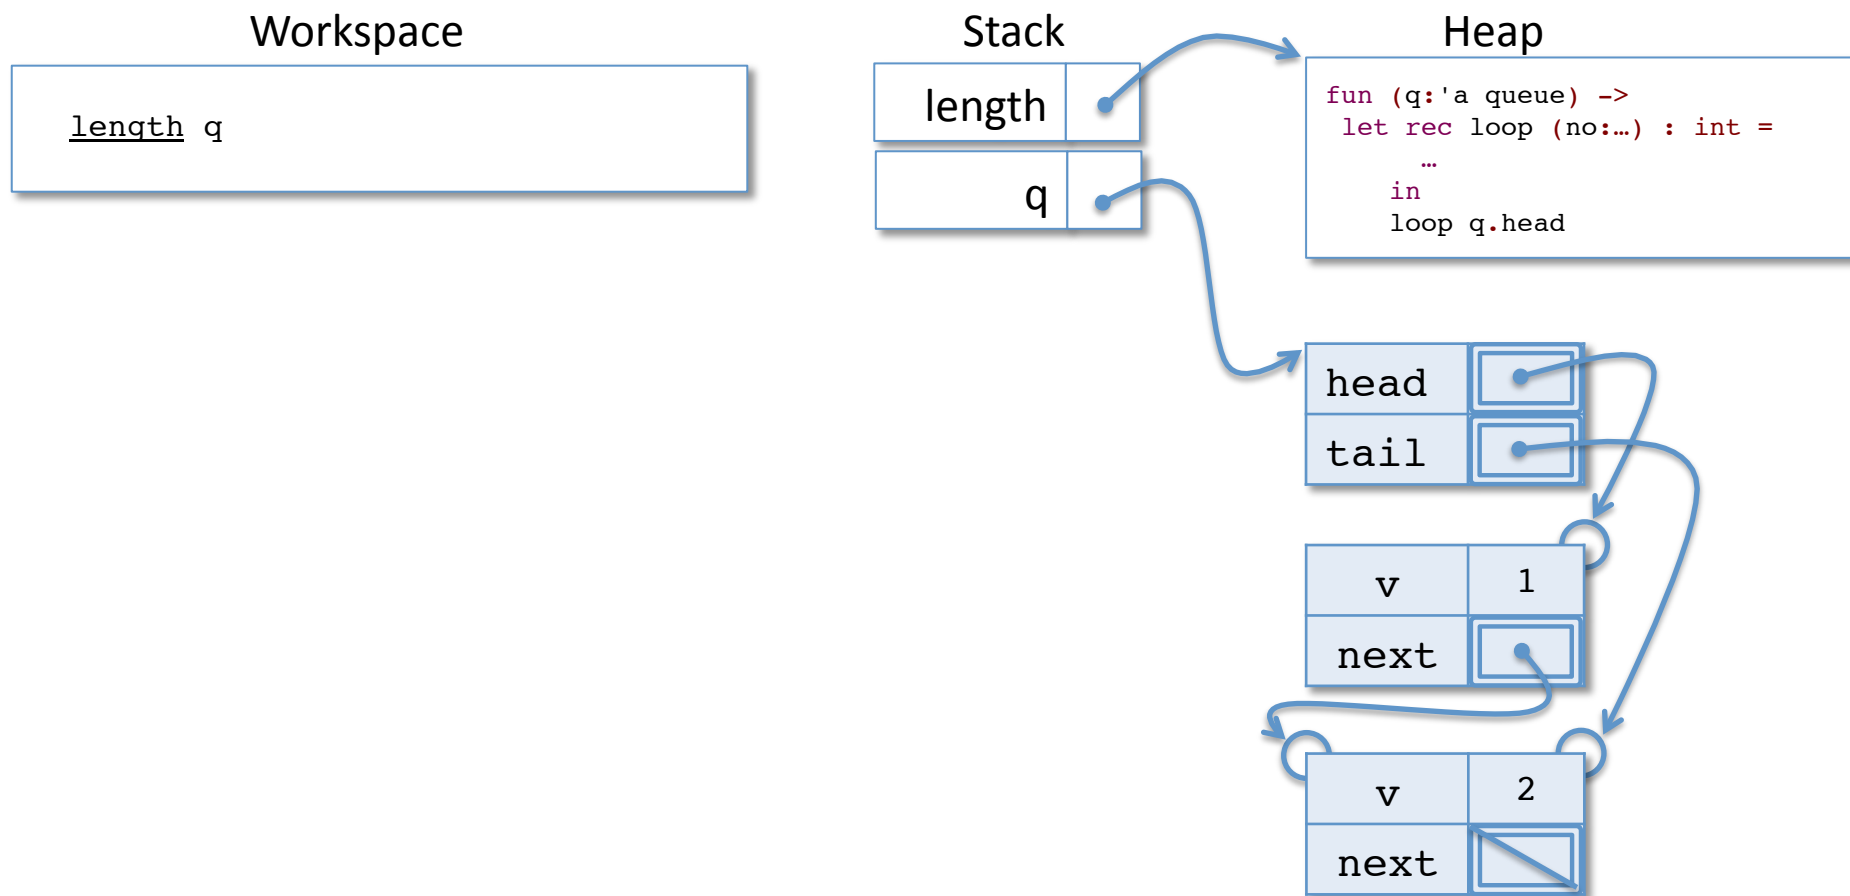 Workspace
Stack
Heap
length q
length
q
fun (q:'a queue) ->
let rec loop (no:…) : int =
…
in
loop q.head
head
tail
v 1
next
v 2
next